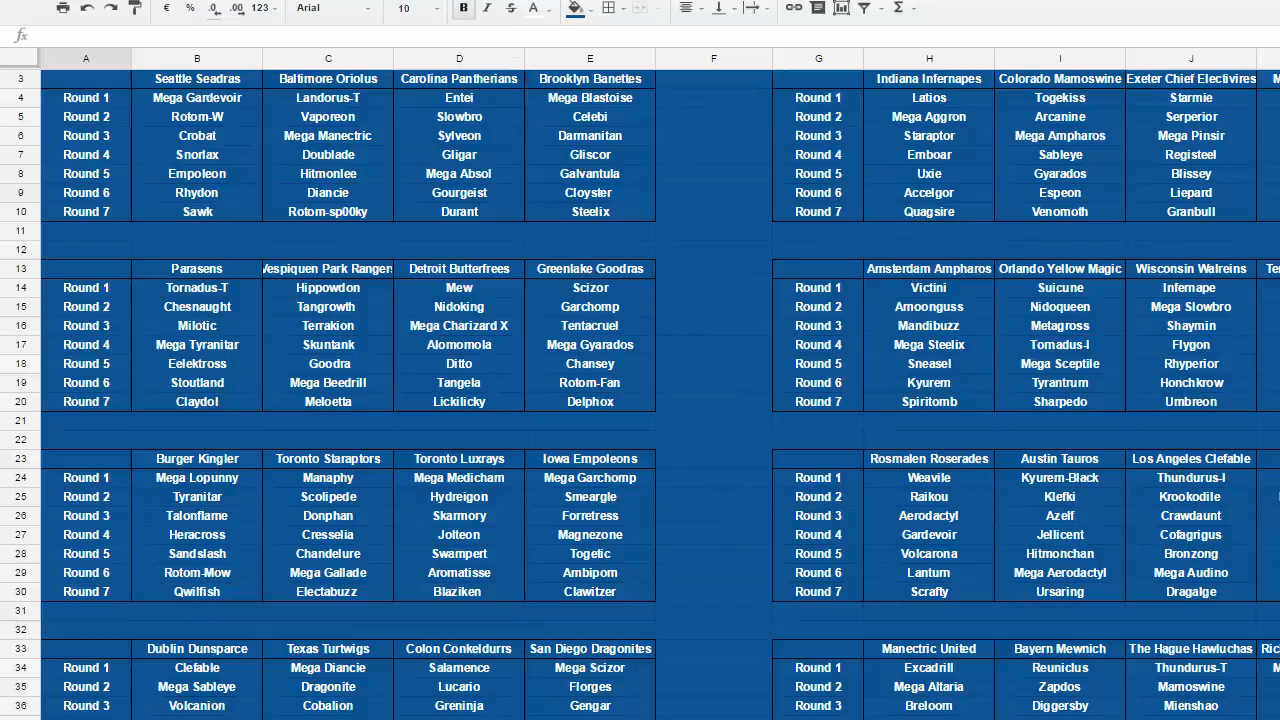 € % .0 .00 123 Arial 10 B I S A Σ
fx
A B C D E F G H I J
3 Seattle Seadras Baltimore Oriolus Carolina Pantherians Brooklyn Banettes Indiana Infernapes Colorado Mamoswine Exeter Chief Electivires
4 Round 1 Mega Gardevoir Landorus-T Entei Mega Blastoise Round 1 Latios Togekiss Starmie
5 Round 2 Rotom-W Vaporeon Slowbro Celebi Round 2 Mega Aggron Arcanine Serperior
6 Round 3 Crobat Mega Manectric Sylveon Darmanitan Round 3 Staraptor Mega Ampharos Mega Pinsir
7 Round 4 Snorlax Doublade Gligar Gliscor Round 4 Emboar Sableye Registeel
8 Round 5 Empoleon Hitmonlee Mega Absol Galvantula Round 5 Uxie Gyarados Blissey
9 Round 6 Rhydon Diancie Gourgeist Cloyster Round 6 Accelgor Espeon Liepard
10 Round 7 Sawk Rotom-sp00ky Durant Steelix Round 7 Quagsire Venomoth Granbull
11
12
13 Parasens Vespiquen Park Rangers Detroit Butterfrees Greenlake Goodras Amsterdam Ampharos Orlando Yellow Magic Wisconsin Walreins
14 Round 1 Tornadus-T Hippowdon Mew Scizor Round 1 Victini Suicune Infernape
15 Round 2 Chesnaught Tangrowth Nidoking Garchomp Round 2 Amoonguss Nidoqueen Mega Slowbro
16 Round 3 Milotic Terrakion Mega Charizard X Tentacruel Round 3 Mandibuzz Metagross Shaymin
17 Round 4 Mega Tyranitar Skuntank Alomomola Mega Gyarados Round 4 Mega Steelix Tornadus-I Flygon
18 Round 5 Eelektross Goodra Ditto Chansey Round 5 Sneasel Mega Sceptile Rhyperior
19 Round 6 Stoutland Mega Beedrill Tangela Rotom-Fan Round 6 Kyurem Tyrantrum Honchkrow
20 Round 7 Claydol Meloetta Lickilicky Delphox Round 7 Spiritomb Sharpedo Umbreon
21
22
23 Burger Kingler Toronto Staraptors Toronto Luxrays Iowa Empoleons Rosmalen Roserades Austin Tauros Los Angeles Clefable
24 Round 1 Mega Lopunny Manaphy Mega Medicham Mega Garchomp Round 1 Weavile Kyurem-Black Thundurus-I
25 Round 2 Tyranitar Scolipede Hydreigon Smeargle Round 2 Raikou Klefki Krookodile
26 Round 3 Talonflame Donphan Skarmory Forretress Round 3 Aerodactyl Azelf Crawdaunt
27 Round 4 Heracross Cresselia Jolteon Magnezone Round 4 Gardevoir Jellicent Cofagrigus
28 Round 5 Sandslash Chandelure Swampert Togetic Round 5 Volcarona Hitmonchan Bronzong
29 Round 6 Rotom-Mow Mega Gallade Aromatisse Ambipom Round 6 Lanturn Mega Aerodactyl Mega Audino
30 Round 7 Qwilfish Electabuzz Blaziken Clawitzer Round 7 Scrafty Ursaring Dragalge
31
32
33 Dublin Dunsparce Texas Turtwigs Colon Conkeldurrs San Diego Dragonites Manectric United Bayern Mewnich The Hague Hawluchas
34 Round 1 Clefable Mega Diancie Salamence Mega Scizor Round 1 Excadrill Reuniclus Thundurus-T
35 Round 2 Mega Sableye Dragonite Lucario Florges Round 2 Mega Altaria Zapdos Mamoswine
36 Round 3 Volcanion Cobalion Greninja Gengar Round 3 Breloom Diggersby Mienshao